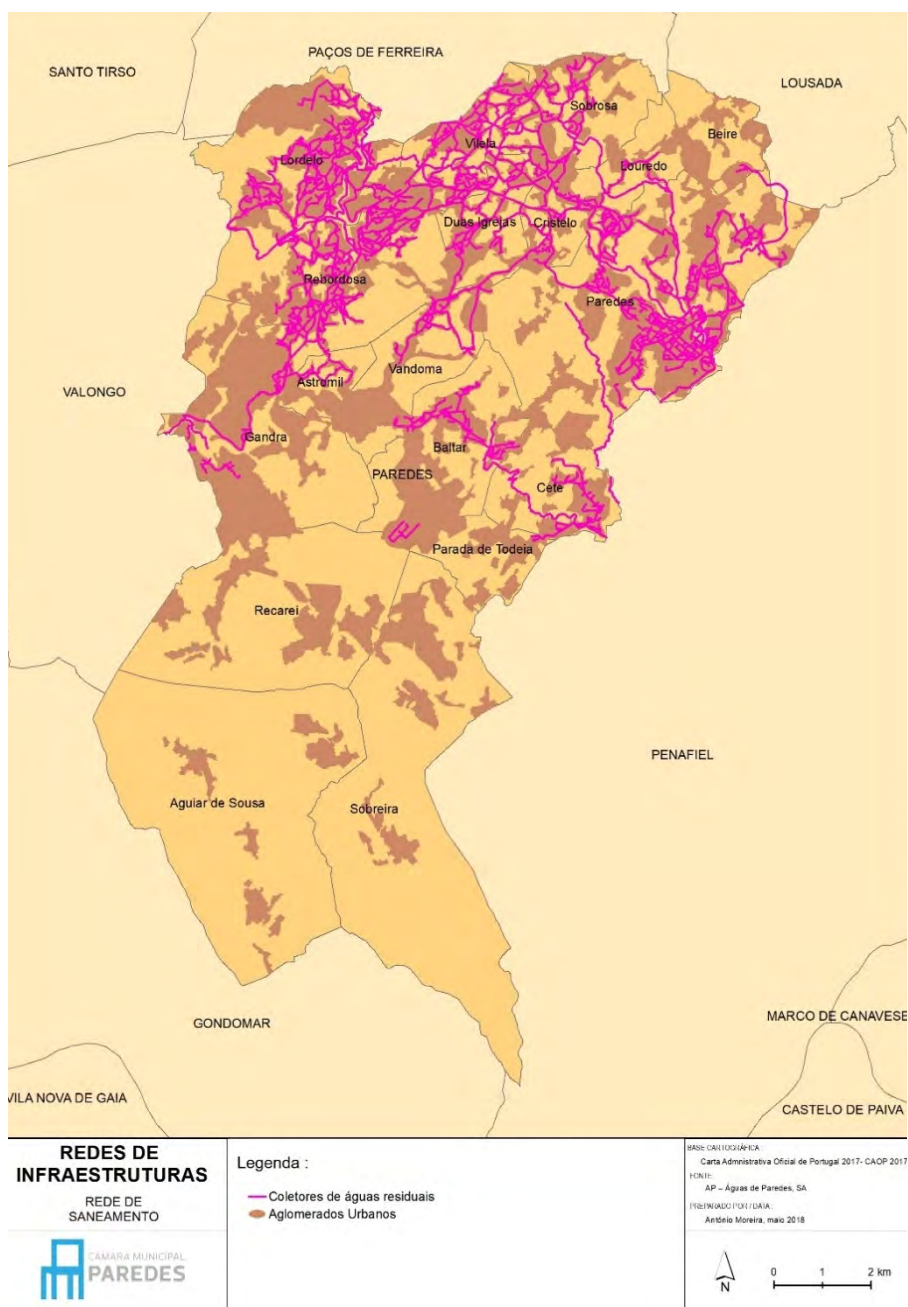 PAÇOS DE FERREIRA
SANTO TIRSO
LOUSADA
Sobrosa
Beire
Vilela
Lordelo
Louredo
Duas Igrejas
Cristelo
Rebordosa
Paredes
Vandoma
Astromil
VALONGO
Gandra
Baltar
PAREDES
Cete
Parada de Todeia
Recarei
PENAFIEL
Aguiar de Sousa
Sobreira
GONDOMAR
MARCO DE CANAVESE
VILA NOVA DE GAIA
CASTELO DE PAIVA
REDES DE
INFRAESTRUTURAS
REDE DE
SANEAMENTO
CÂMARA MUNICIPAL
PAREDES
Legenda :
Coletores de águas residuais
Aglomerados Urbanos
BASE CARTOGRÁFICA :
Carta Admnistrativa Oficial de Portugal 2017- CAOP 2017
FONTE:
AP – Águas de Paredes, SA
PREPARADO POR / DATA :
António Moreira, maio 2018
N
0 1 2 km